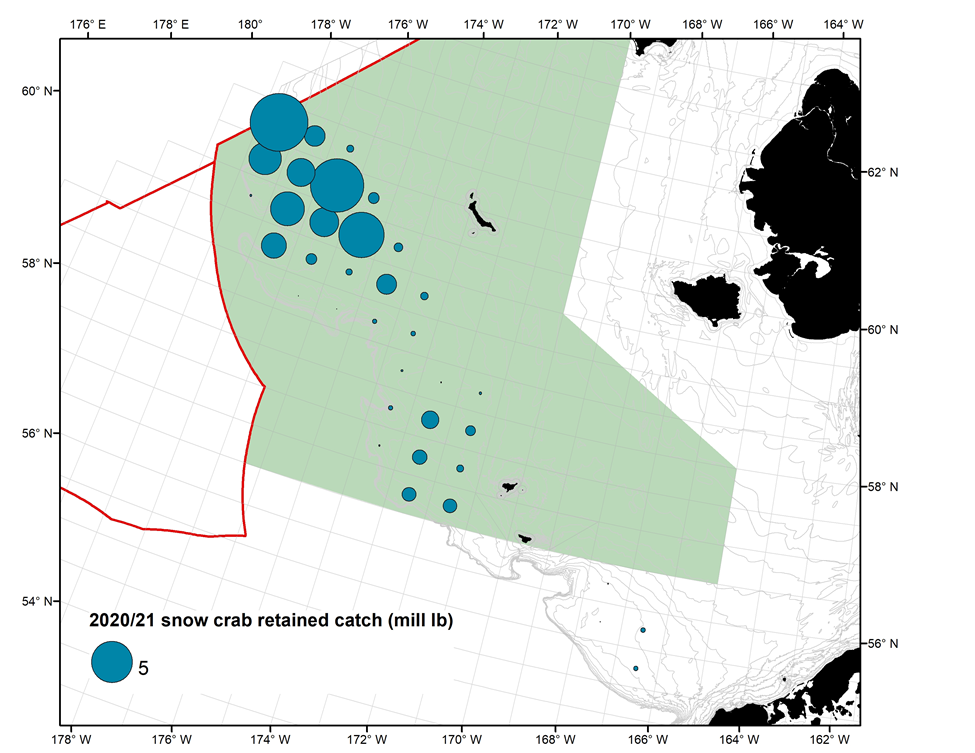 176° E 178° E 180° 178° W 176° W 174° W 172° W 170° W 168° W 166° W 164° W
60° N
62° N
58° N
60° N
56° N
58° N
54° N
2020/21 snow crab retained catch (mill lb)
56° N
5
178° W 176° W 174° W 172° W 170° W 168° W 166° W 164° W 162° W